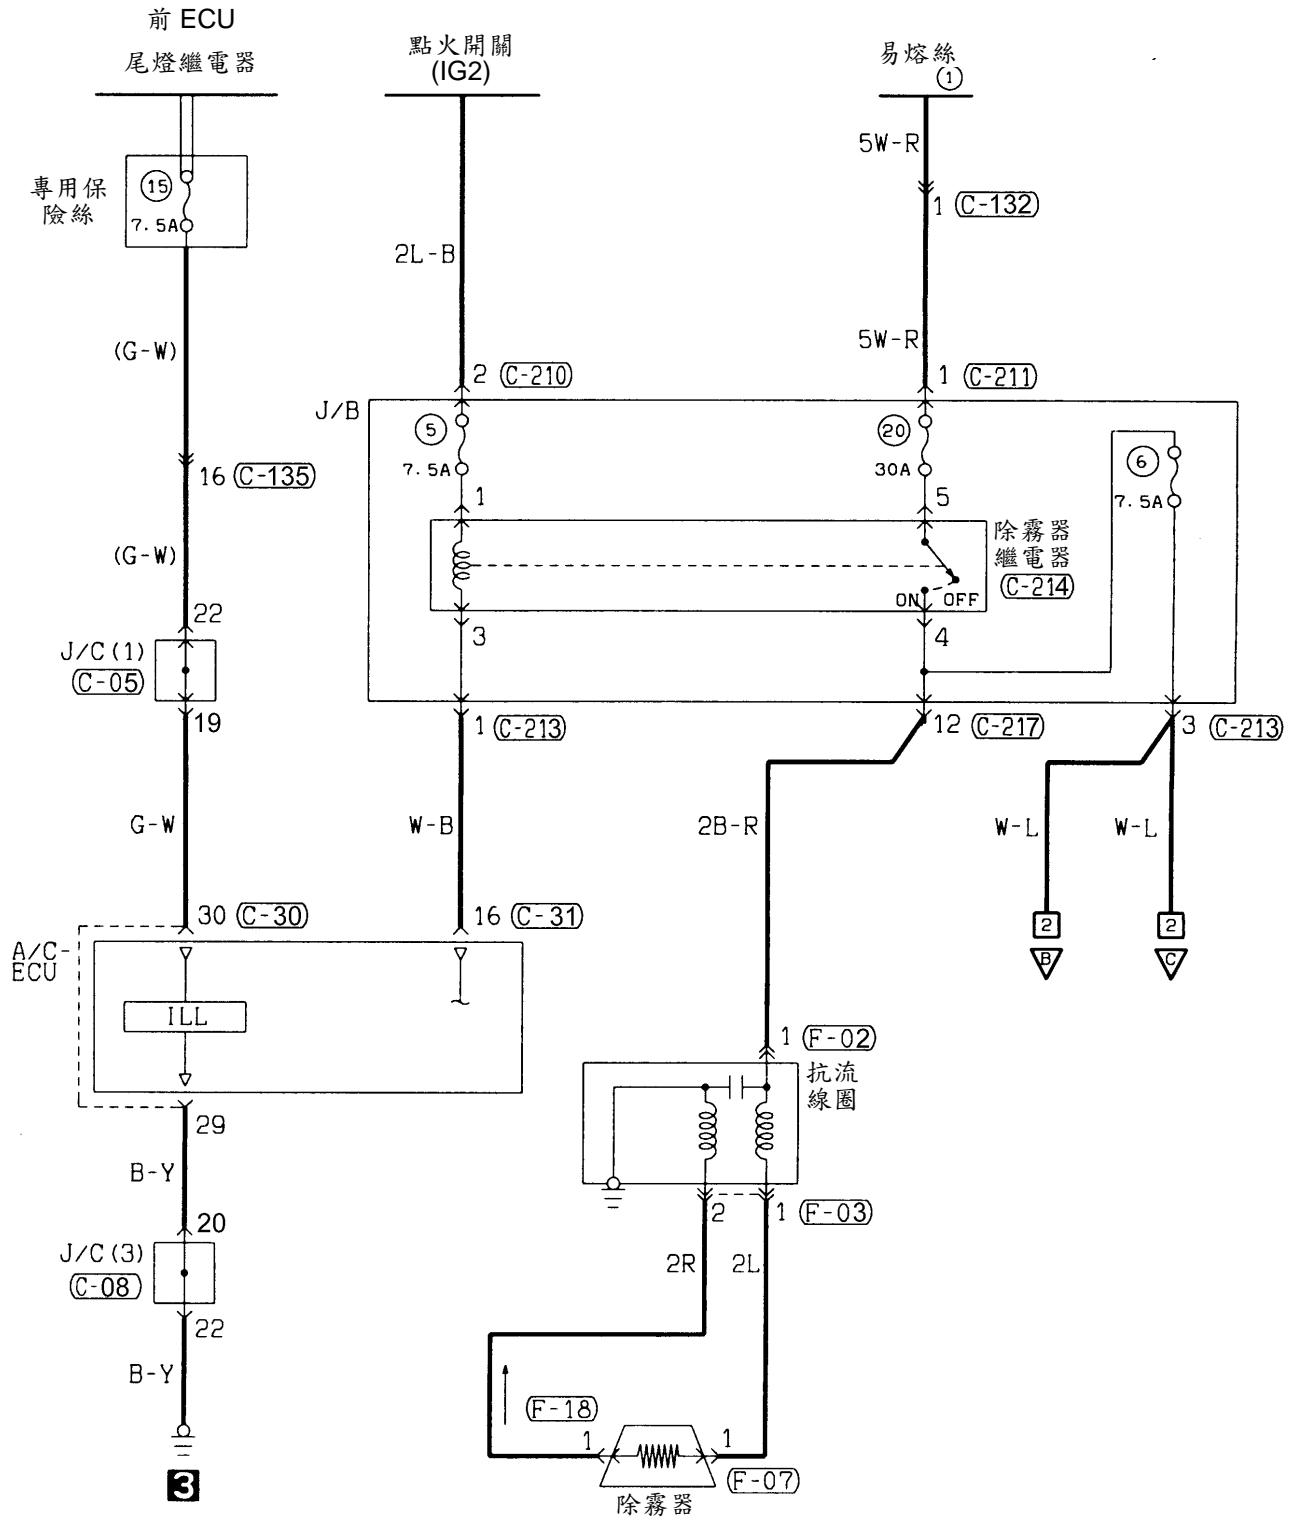 前 ECU
尾燈繼電器
點火開關
(IG2)
易熔絲
1
專用保
險絲
15
7.5A
5W-R
1 C-132
2L-B
(G-W)
5W-R
2 C-210
1 C-211
J/B
5
7.5A
20
30A
6
7.5A
16 C-135
1
5
除霧器
繼電器
C-214
ON OFF
(G-W)
22
J/C(1)
C-05
19
3
4
1 C-213
12 C-217
3 C-213
G-W
W-B
2B-R
W-L
W-L
30 C-30
16 C-31
2
2
B
C
A/C-
ECU
ILL
1 F-02
抗流
線圈
29
B-Y
20
2
1 F-03
J/C(3)
C-08
2R
2L
22
B-Y
F-18
1
1
F-07
3
除霧器